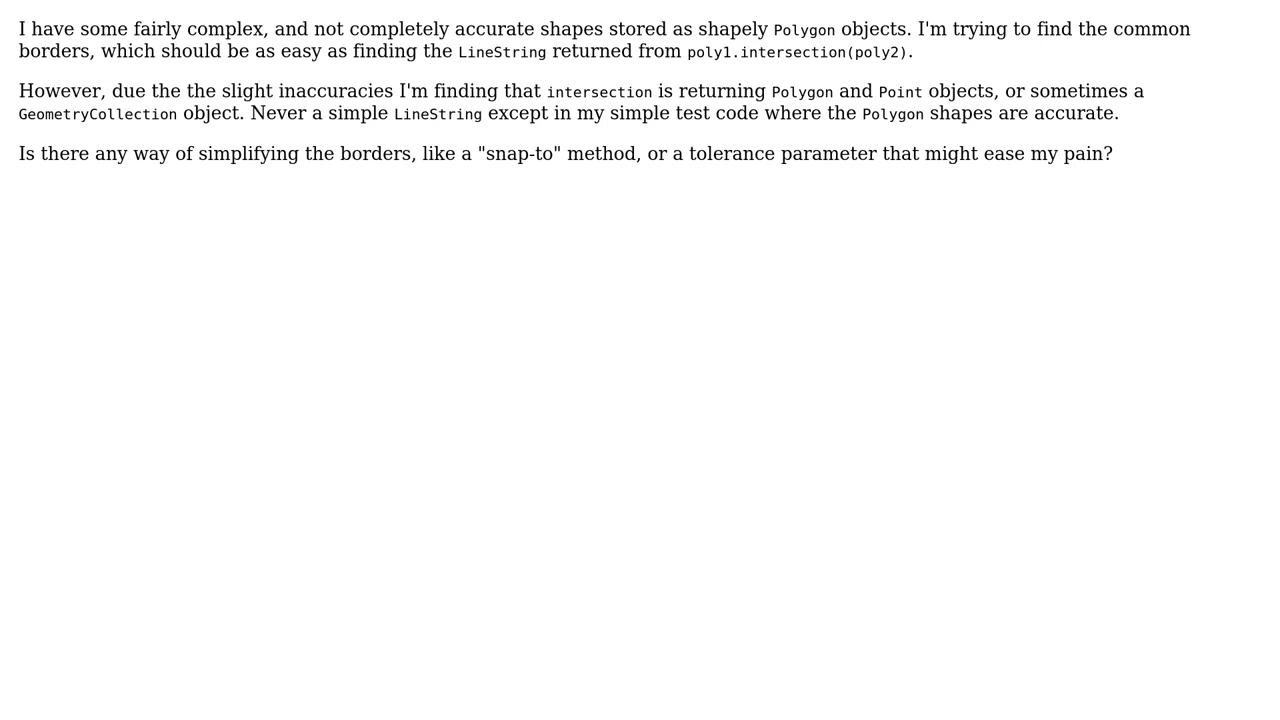 I have some fairly complex, and not completely accurate shapes stored as shapely Polygon objects. I'm trying to find the common
borders, which should be as easy as finding the LineString returned from poly1.intersection(poly2).
However, due the the slight inaccuracies I'm finding that intersection is returning Polygon and Point objects, or sometimes a
GeometryCollection object. Never a simple LineString except in my simple test code where the Polygon shapes are accurate.
Is there any way of simplifying the borders, like a "snap-to" method, or a tolerance parameter that might ease my pain?